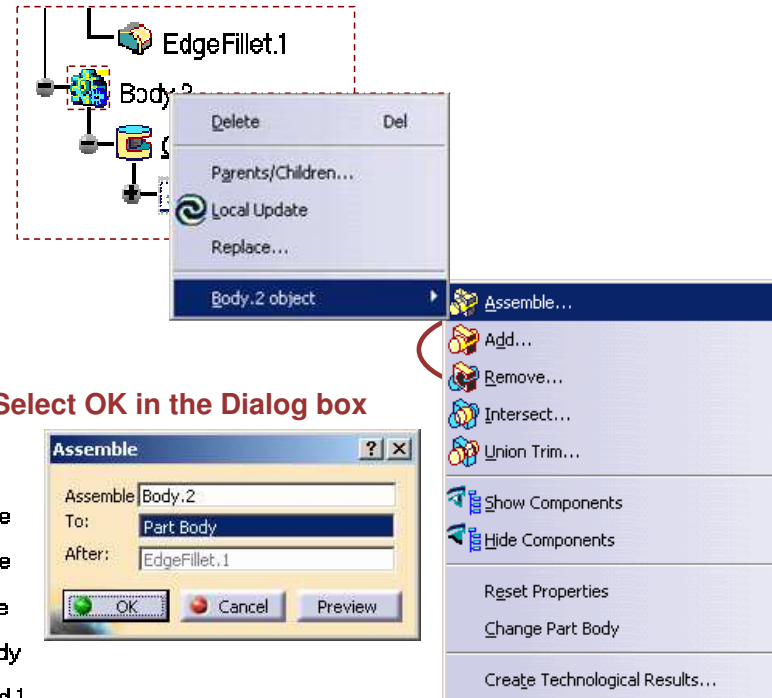 EdgeFillet.1
Delete Del
Parents/Children...
Local Update
Replace...
Body.2 object
Assemble...
Add...
Remove...
Intersect...
Union Trim...
Show Components
Hide Components
Reset Properties
Change Part Body
Create Technological Results...
Select OK in the Dialog box
Assemble ? X
Assemble Body.2
To: Part Body
After: EdgeFillet.1
OK Cancel Preview